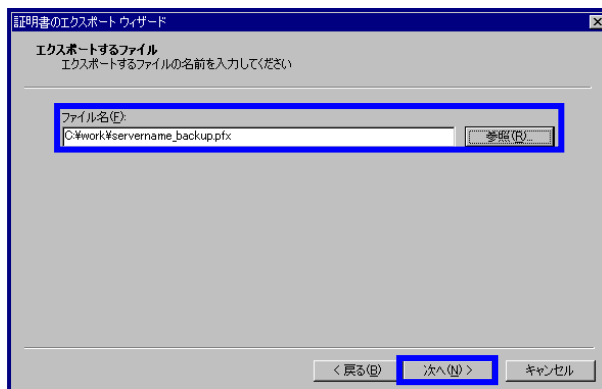 証明書のエクスポート ウィザード
エクスポートするファイル
エクスポートするファイルの名前を入力してください
ファイル名(F):
C:¥work¥servername_backup.pfx
参照(R)...
< 戻る(B)
次へ(N) >
キャンセル